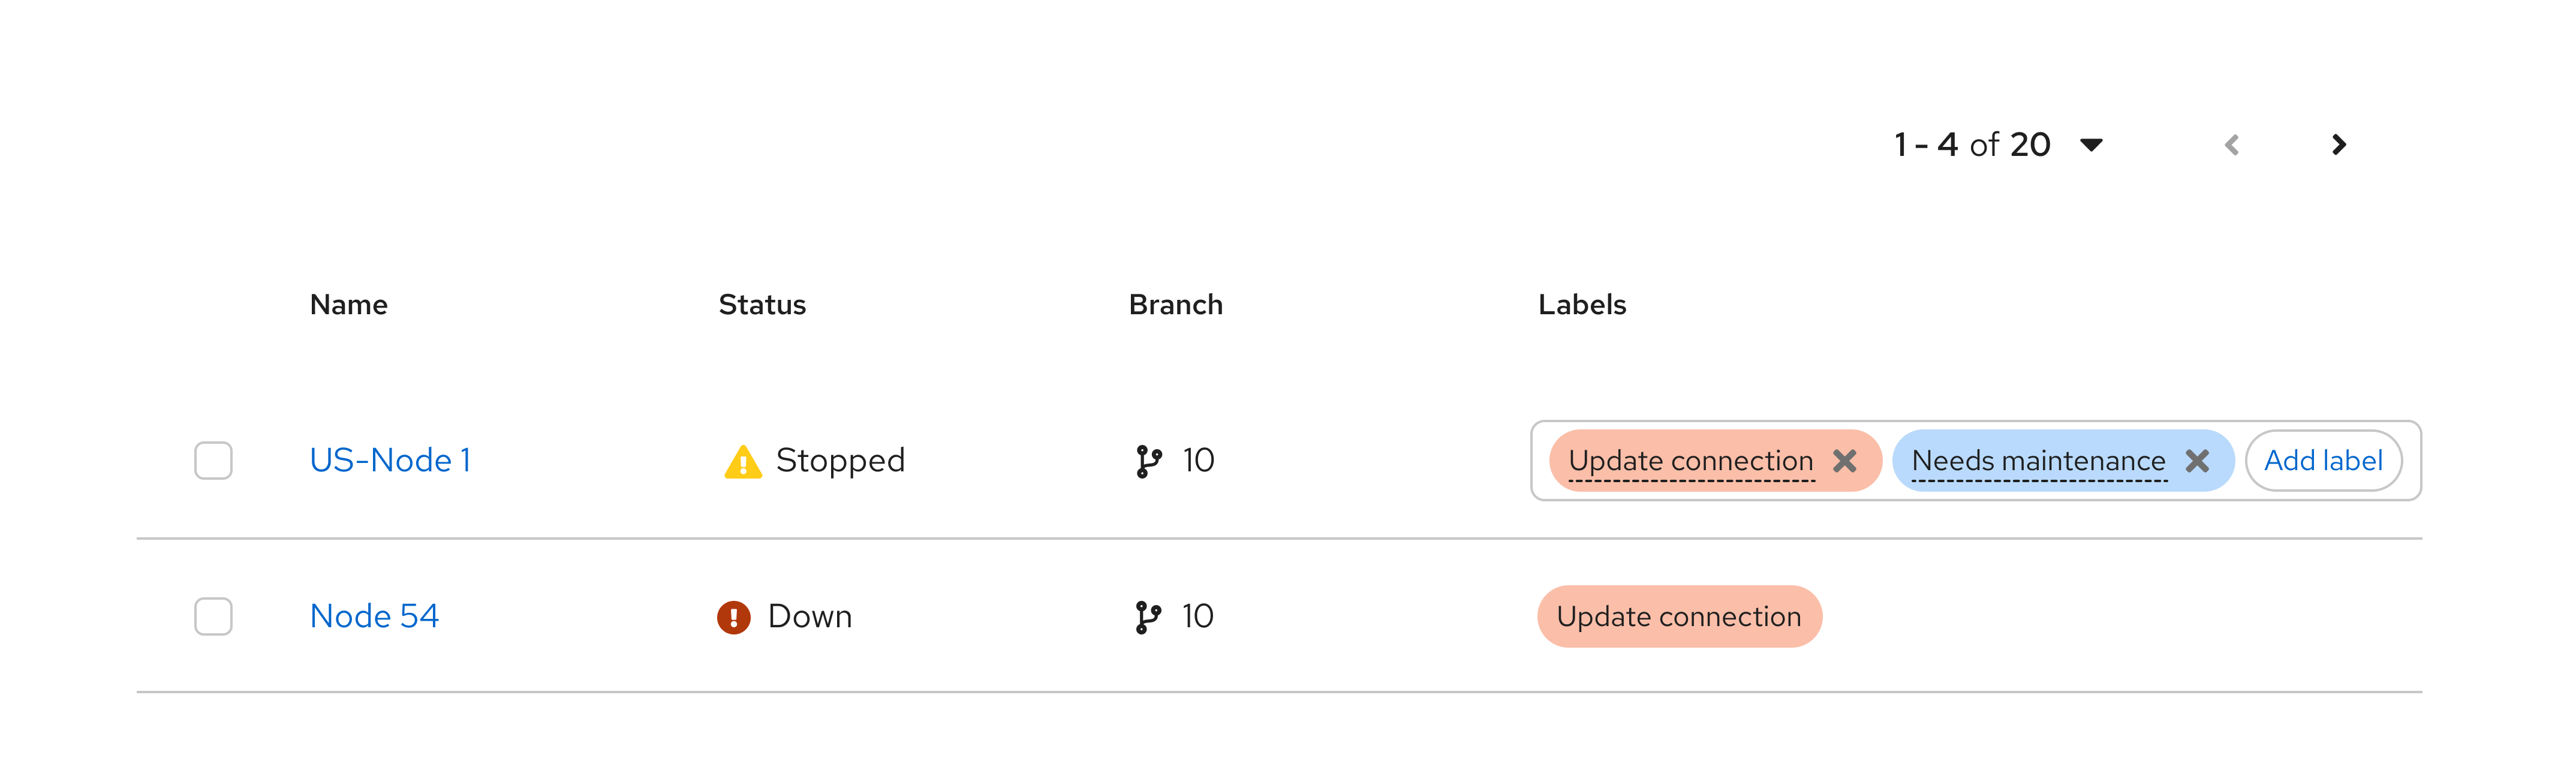 1 - 4 of 20
Name Status Branch Labels
US-Node 1 Stopped 10 Update connection Needs maintenance Add label
Node 54 Down 10 Update connection